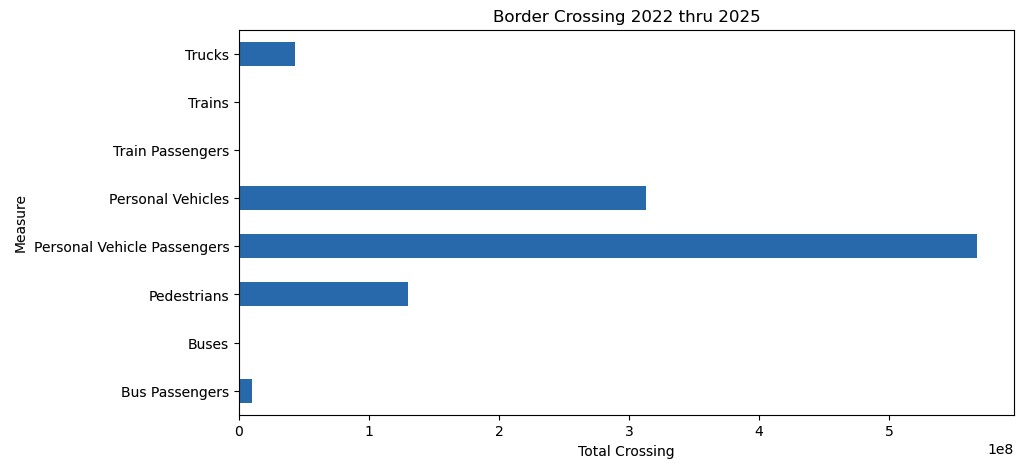 Border Crossing 2022 thru 2025
Measure
Trucks
Trains
Train Passengers
Personal Vehicles
Personal Vehicle Passengers
Pedestrians
Buses
Bus Passengers
0 1 2 3 4 5
1e8
Total Crossing